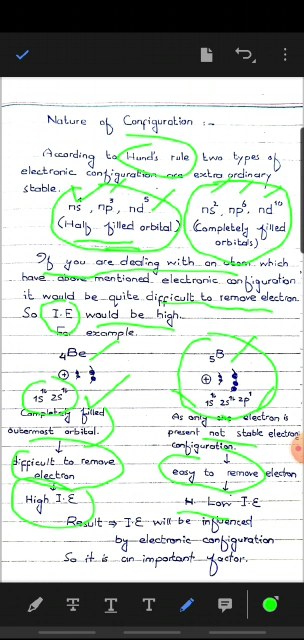 Nature of Configuration :-
According to Hund's rule two types of
electronic configuration are extra ordinary
stable.
ns¹, np³, nd⁵ ns², np⁶, nd¹⁰
(Half filled orbital) (Completely filled
orbitals)
If you are dealing with an atom which
have above mentioned electronic configuration
it would be quite difficult to remove electron.
So I.E would be high.
For example.
₄Be ₅B
⊕ ⊕
1s² 2s² 1s² 2s² 2p¹
Completely filled As only one electron is
outermost orbital. present not stable electronic
configuration.
↓ ↓
difficult to remove easy to remove electron
electron
↓ ↓
High I.E Low I.E
Result ⇒ I.E will be influenced
by electronic configuration
So it is an important factor.
T T T